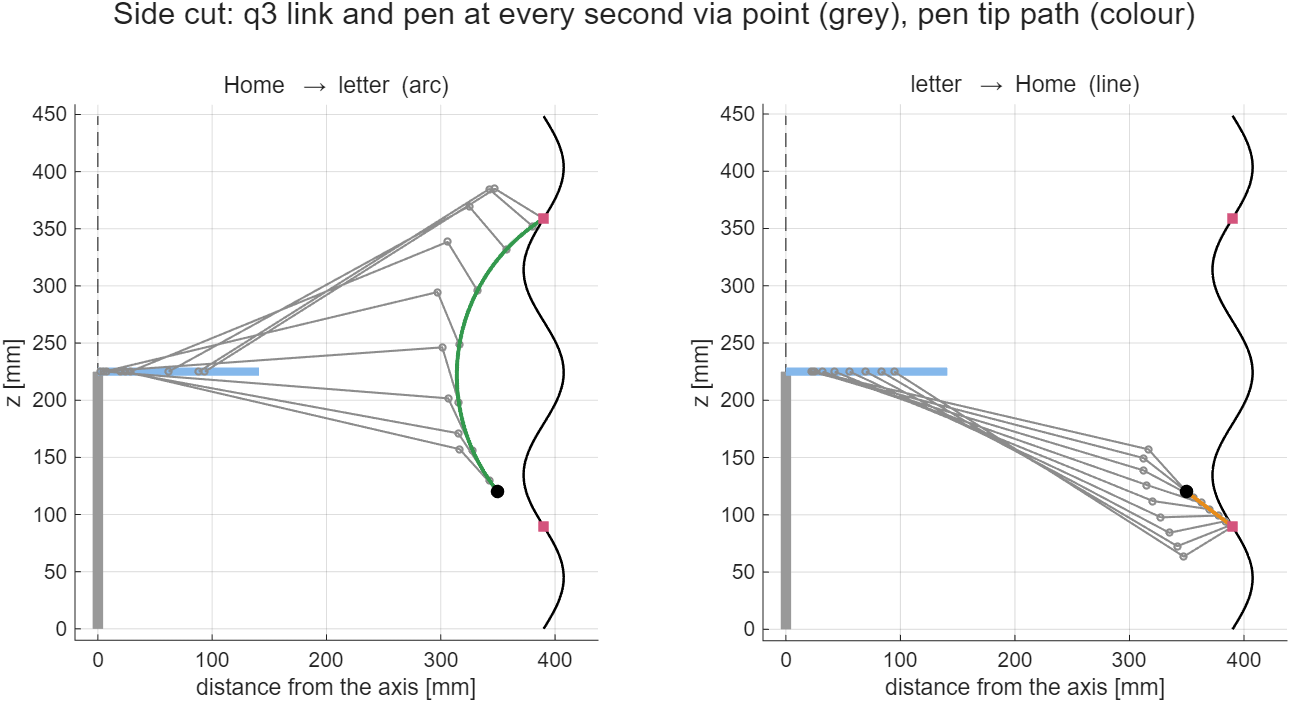 Side cut: q3 link and pen at every second via point (grey), pen tip path (colour)
Home → letter (arc)
450
400
350
300
250
200
150
100
50
0
z [mm]
0 100 200 300 400
distance from the axis [mm]
letter → Home (line)
450
400
350
300
250
200
150
100
50
0
z [mm]
0 100 200 300 400
distance from the axis [mm]